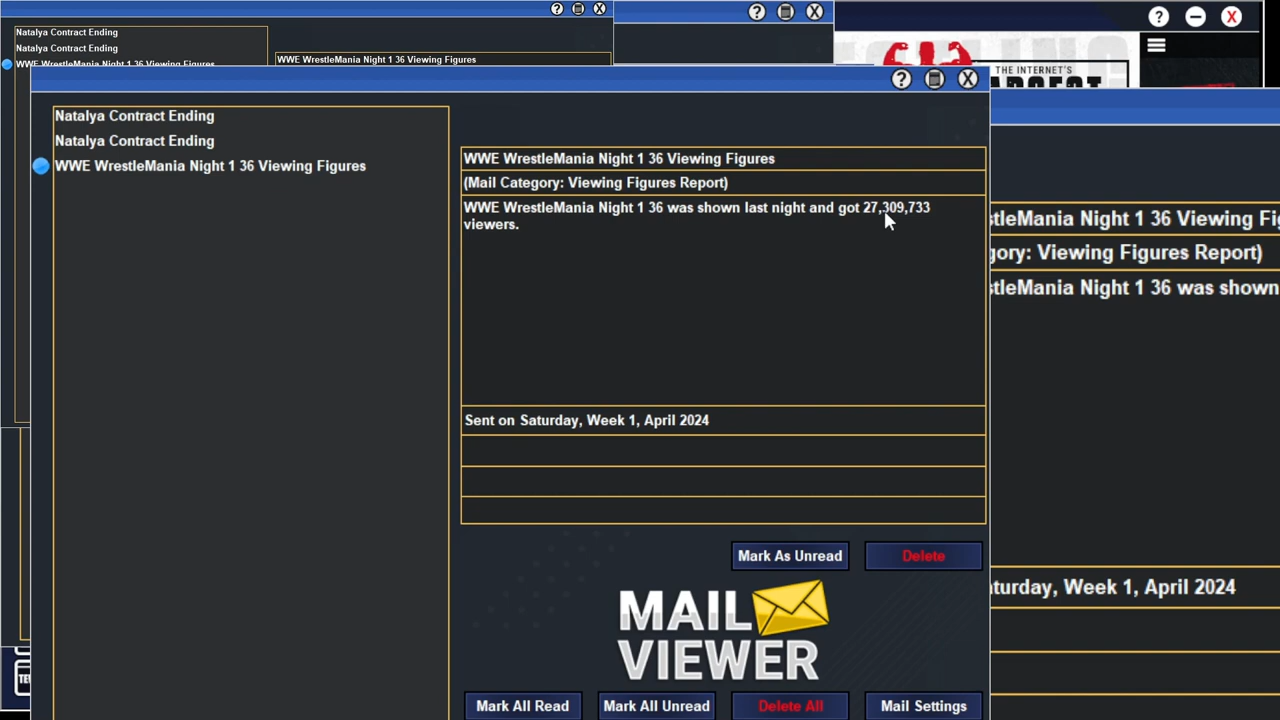 Natalya Contract Ending
Natalya Contract Ending
WWE WrestleMania Night 1 36 Viewing Figures
WWE WrestleMania Night 1 36 Viewing Figures
THE INTERNET'S
Natalya Contract Ending
Natalya Contract Ending
WWE WrestleMania Night 1 36 Viewing Figures
WWE WrestleMania Night 1 36 Viewing Figures
(Mail Category: Viewing Figures Report)
WWE WrestleMania Night 1 36 was shown last night and got 27,309,733
viewers.
Sent on Saturday, Week 1, April 2024
Mark As Unread
Delete
MAIL
VIEWER
Mark All Read
Mark All Unread
Delete All
Mail Settings
stleMania Night 1 36 Viewing Fi
gory: Viewing Figures Report)
stleMania Night 1 36 was shown
turday, Week 1, April 2024